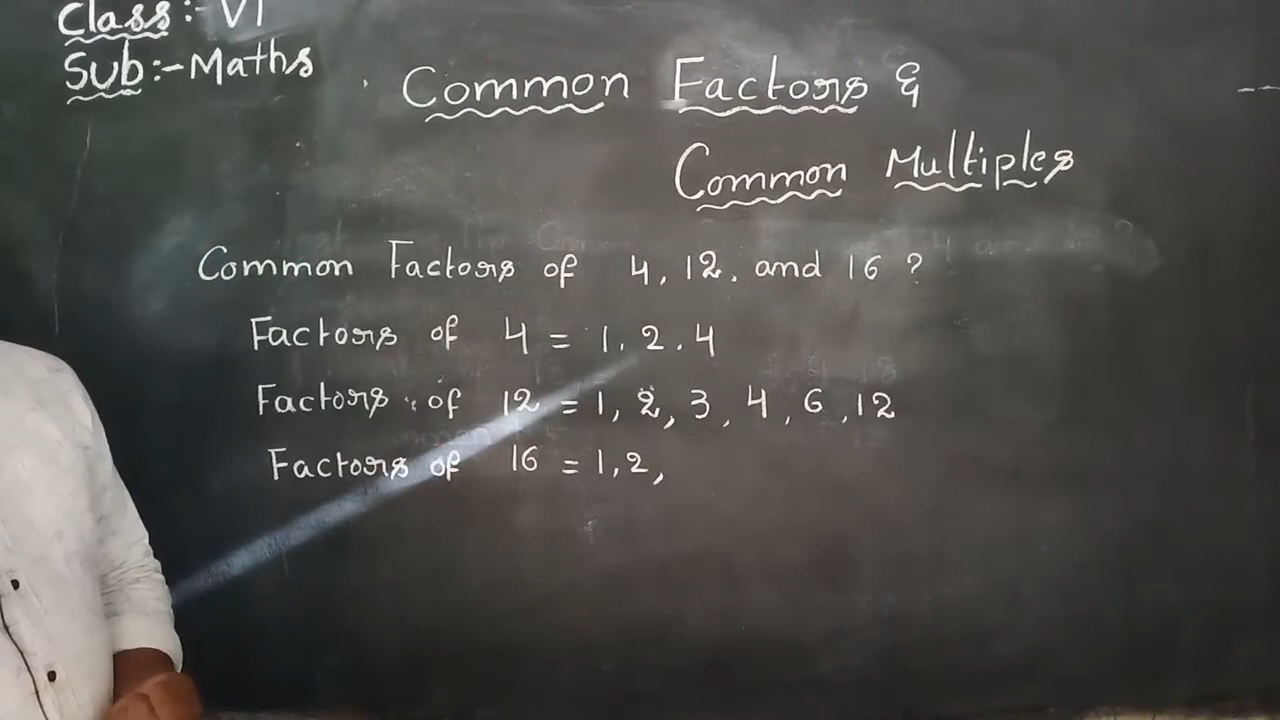 Class :- VI
Sub :- Maths
Common Factors &
Common Multiples
Common Factors of 4, 12, and 16 ?
Factors of 4 = 1, 2, 4
Factors of 12 = 1, 2, 3, 4, 6, 12
Factors of 16 = 1, 2,